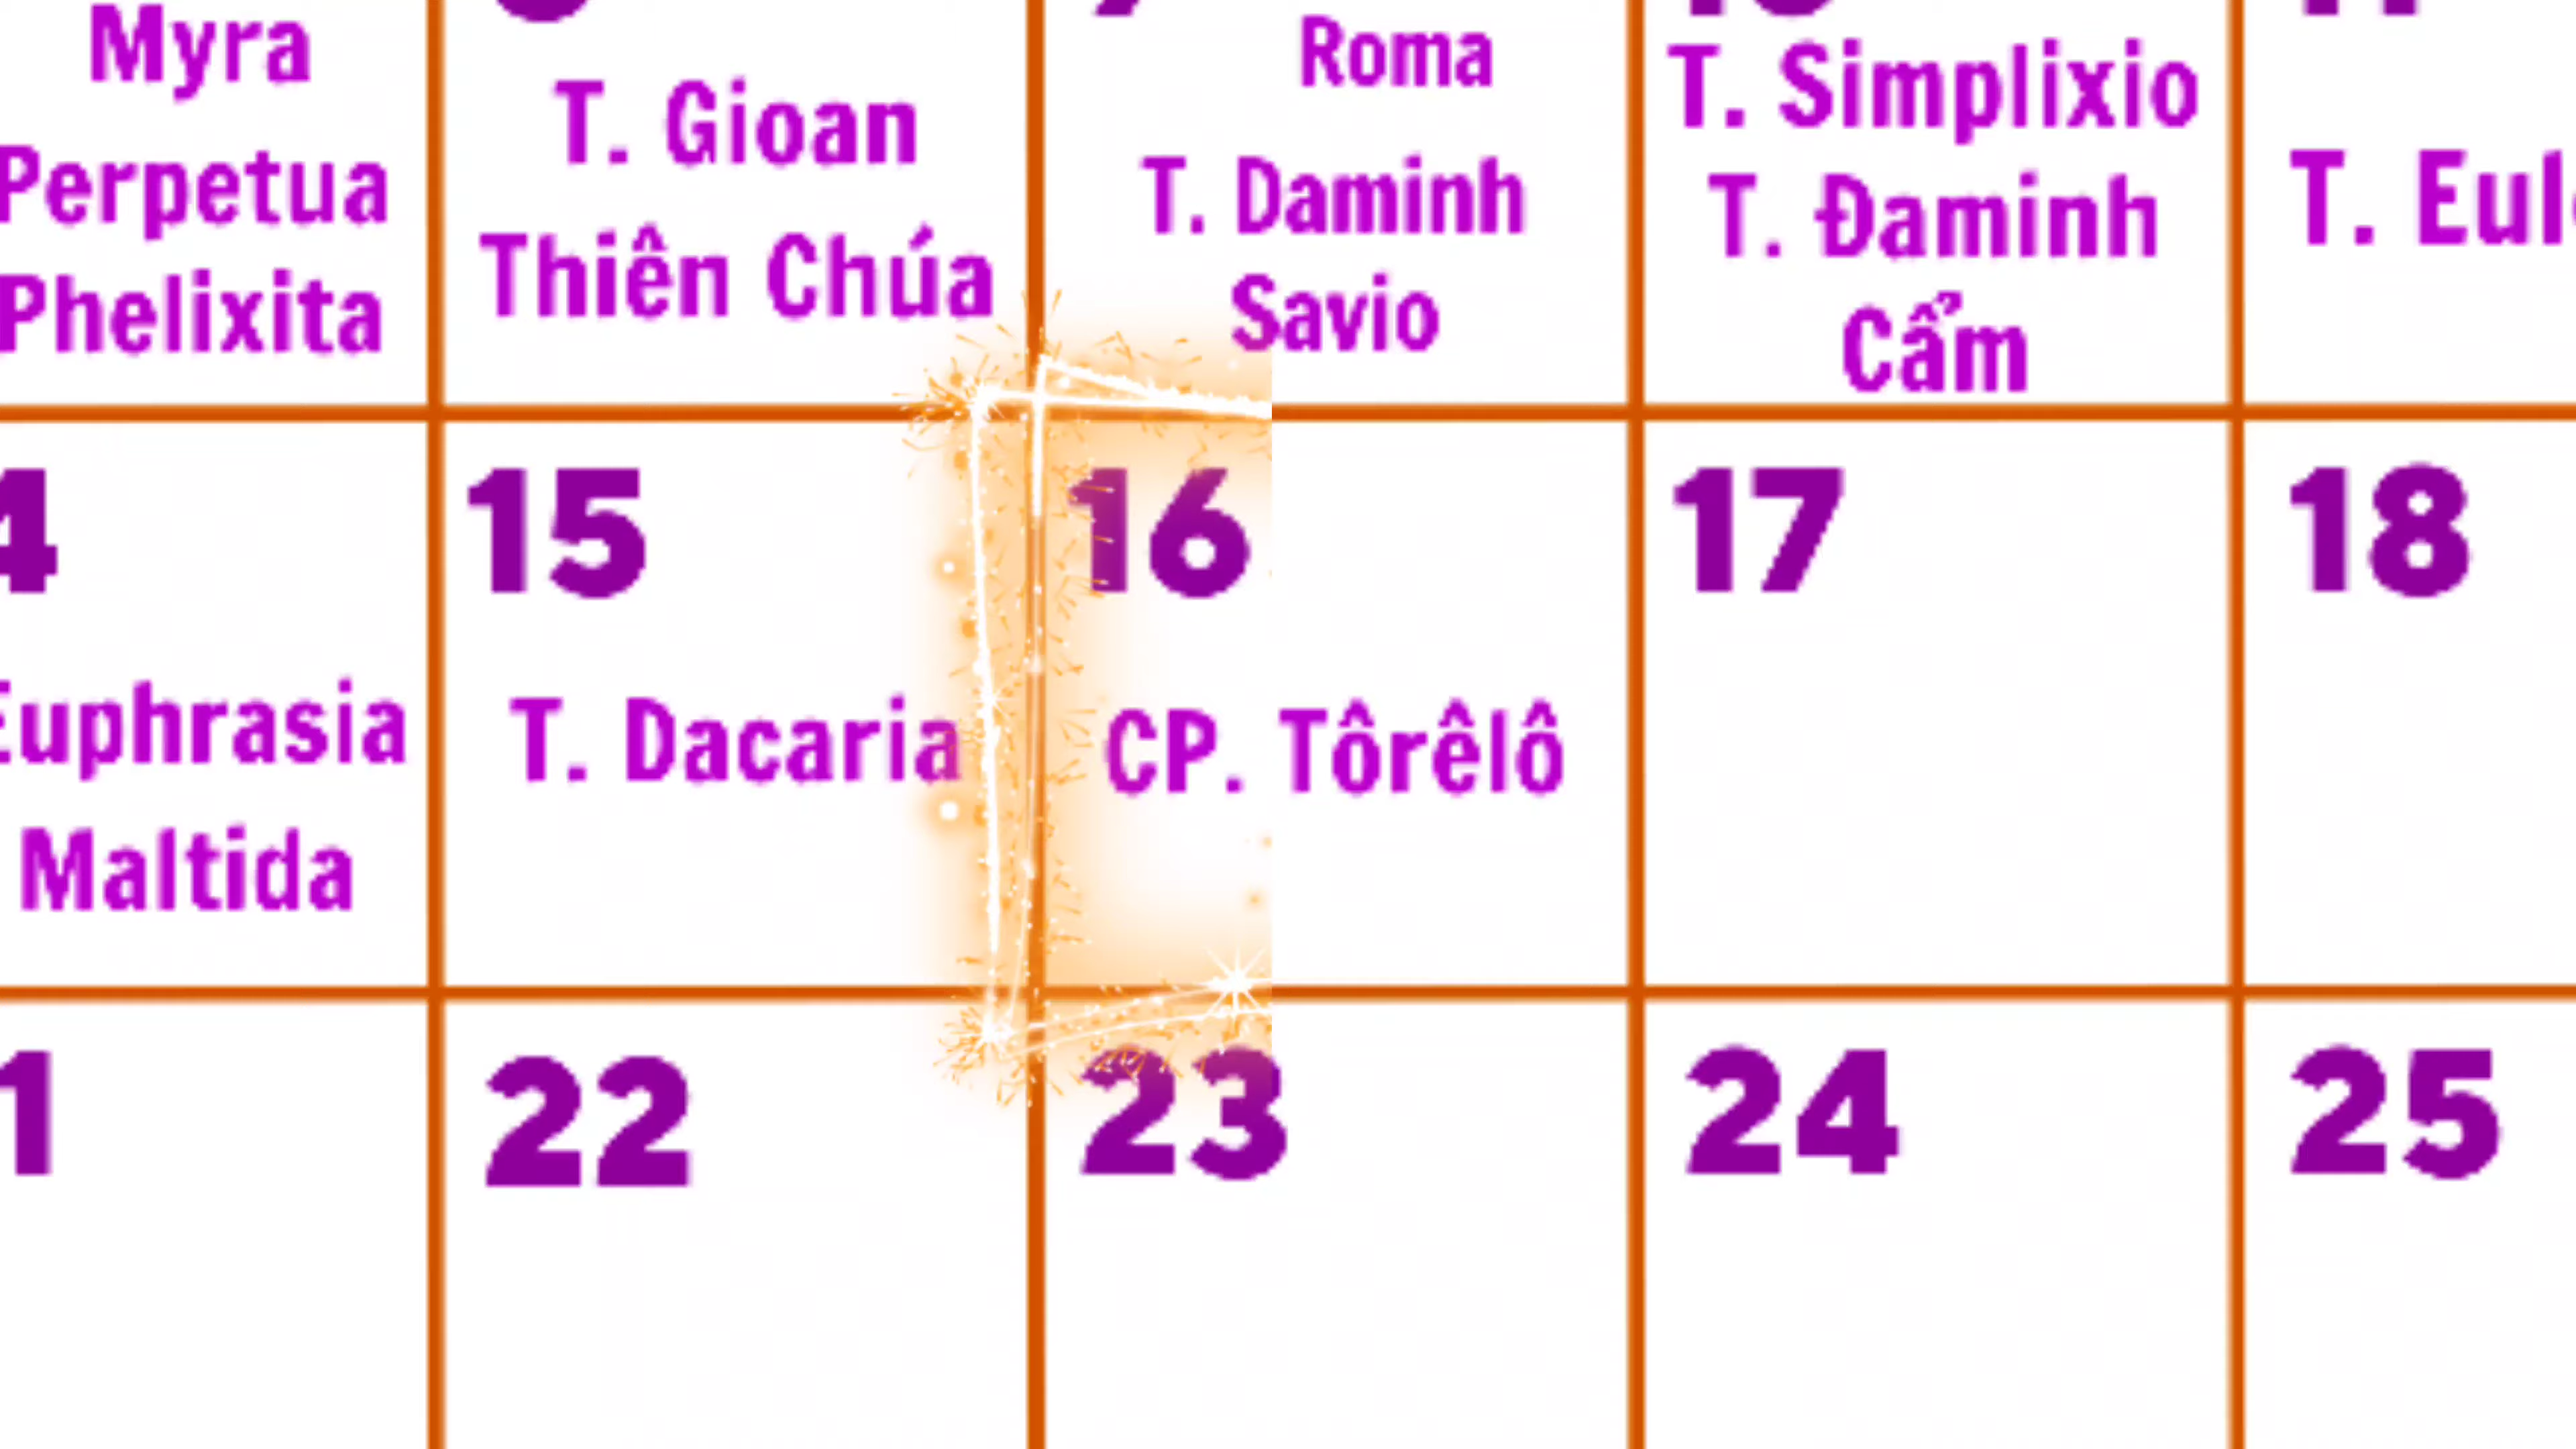 Myra
Perpetua
Phelixita
T. Gioan
Thiên Chúa
Roma
T. Daminh
Savio
T. Simplixio
T. Đaminh
Cẩm
T.
15
16
17
18
Euphrasia
Maltida
T. Dacaria
CP. Tôrêlô
22
23
24
25